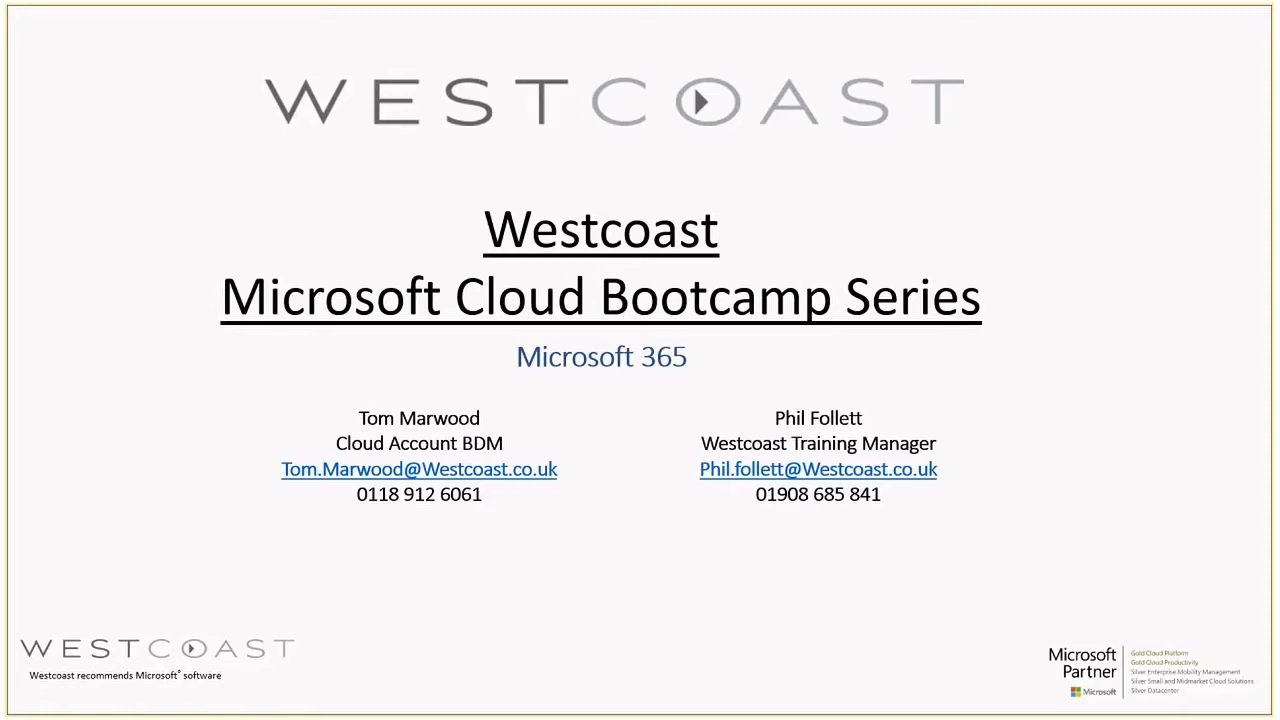 WESTCOAST
Westcoast
Microsoft Cloud Bootcamp Series
Microsoft 365
Tom Marwood
Cloud Account BDM
Tom.Marwood@Westcoast.co.uk
0118 912 6061
Phil Follett
Westcoast Training Manager
Phil.follett@Westcoast.co.uk
01908 685 841
WESTCOAST
Westcoast recommends Microsoft® software
Microsoft
Partner
Microsoft
Gold Cloud Platform
Gold Cloud Productivity
Silver Enterprise Mobility Management
Silver Small and Midmarket Cloud Solutions
Silver Datacenter